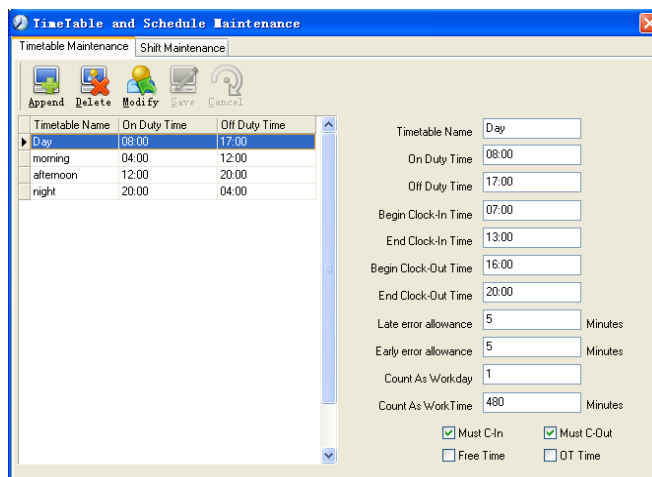 TimeTable and Schedule Maintenance
Timetable Maintenance Shift Maintenance
Append Delete Modify Save Cancel
Timetable Name On Duty Time Off Duty Time
Day 08:00 17:00
morning 04:00 12:00
afternoon 12:00 20:00
night 20:00 04:00
Timetable Name Day
On Duty Time 08:00
Off Duty Time 17:00
Begin Clock-In Time 07:00
End Clock-In Time 13:00
Begin Clock-Out Time 16:00
End Clock-Out Time 20:00
Late error allowance 5 Minutes
Early error allowance 5 Minutes
Count As Workday 1
Count As WorkTime 480 Minutes
Must C-In Must C-Out
Free Time OT Time